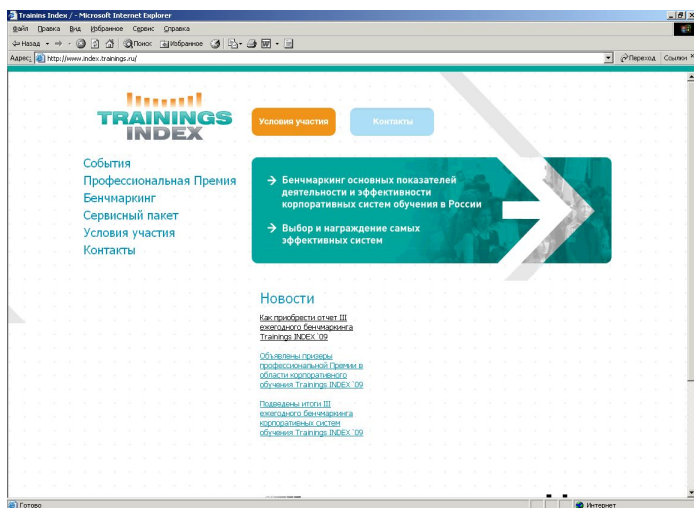 Trainins Index / - Microsoft Internet Explorer
Файл Правка Вид Избранное Сервис Справка
Назад Поиск Избранное
Адрес: http://www.index.trainings.ru/ Переход Ссылки »
TRAININGS
INDEX
Условия участия
Контакты
События
Профессиональная Премия
Бенчмаркинг
Сервисный пакет
Условия участия
Контакты
→ Бенчмаркинг основных показателей
деятельности и эффективности
корпоративных систем обучения в России
→ Выбор и награждение самых
эффективных систем
Новости
Как приобрести отчет III
ежегодного бенчмаркинга
Trainings INDEX`09
Объявлены призеры
профессиональной Премии в
области корпоративного
обучения Trainings INDEX`09
Подведены итоги III
ежегодного бенчмаркинга
корпоративных систем
обучения Trainings INDEX`09
Готово
Интернет